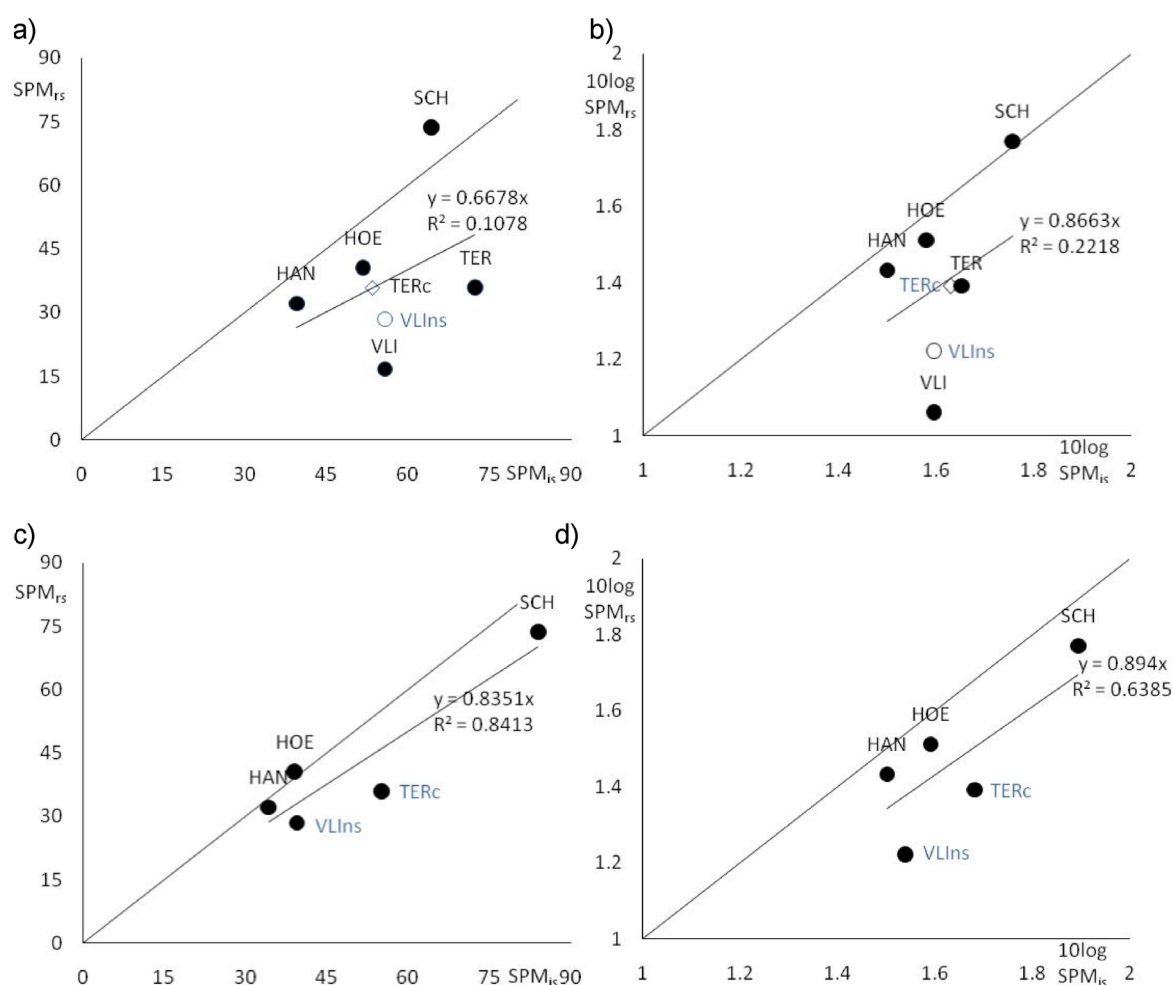 a)
90
SPMrs
75
60
45
30
15
0
0 15 30 45 60 75 SPMis 90
SCH
y = 0.6678x
R² = 0.1078
HOE
TER
HAN
TERc
VLIns
VLI
b)
2
10log
SPMrs
1.8
1.6
1.4
1.2
1
1 1.2 1.4 1.6 1.8 2
10log
SPMis
SCH
HOE
y = 0.8663x
R² = 0.2218
HAN
TER
TERc
VLIns
VLI
c)
90
SPMrs
75
60
45
30
15
0
0 15 30 45 60 75 SPMis 90
SCH
y = 0.8351x
R² = 0.8413
HOE
HAN
TERc
VLIns
d)
2
10log
SPMrs
1.8
1.6
1.4
1.2
1
1 1.2 1.4 1.6 1.8 2
10log
SPMis
SCH
y = 0.894x
R² = 0.6385
HOE
HAN
TERc
VLIns